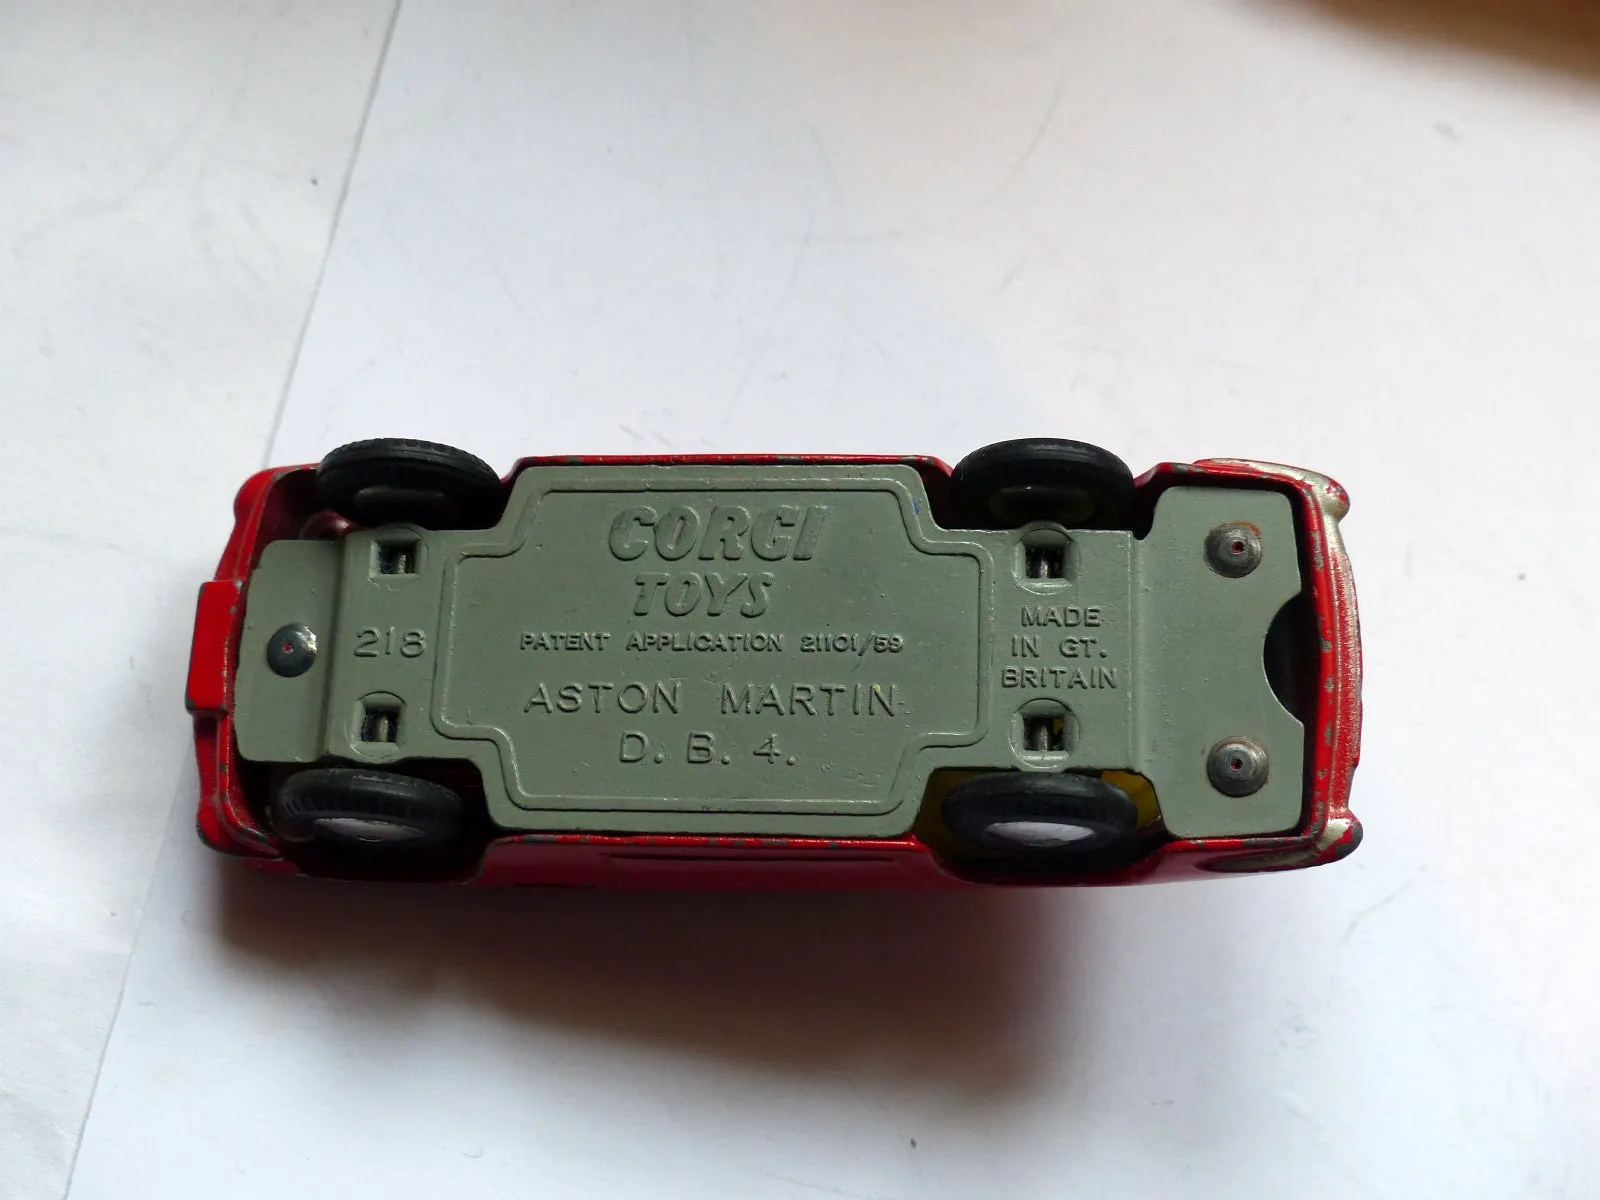 CORGI
TOYS
PATENT APPLICATION 21101/59
ASTON MARTIN
D. B. 4.
218
MADE
IN GT.
BRITAIN